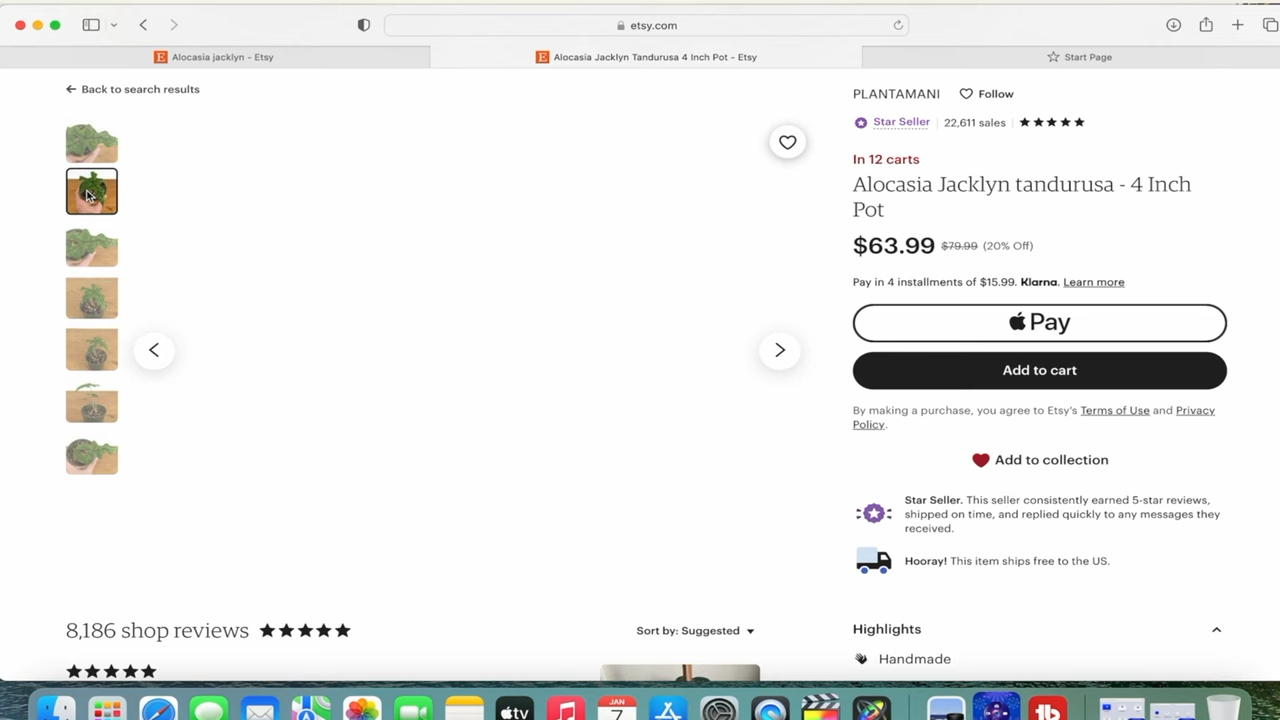 etsy.com
Alocasia jacklyn - Etsy
Alocasia Jacklyn Tandurusa 4 Inch Pot - Etsy
Start Page
Back to search results
PLANTAMANI
Follow
Star Seller
22,611 sales
In 12 carts
Alocasia Jacklyn tandurusa - 4 Inch
Pot
$63.99 $79.99 (20% Off)
Pay in 4 installments of $15.99. Klarna. Learn more
Pay
Add to cart
By making a purchase, you agree to Etsy's Terms of Use and Privacy
Policy.
Add to collection
Star Seller. This seller consistently earned 5-star reviews,
shipped on time, and replied quickly to any messages they
received.
Hooray! This item ships free to the US.
8,186 shop reviews
Sort by: Suggested
Highlights
Handmade
tv
JAN
7